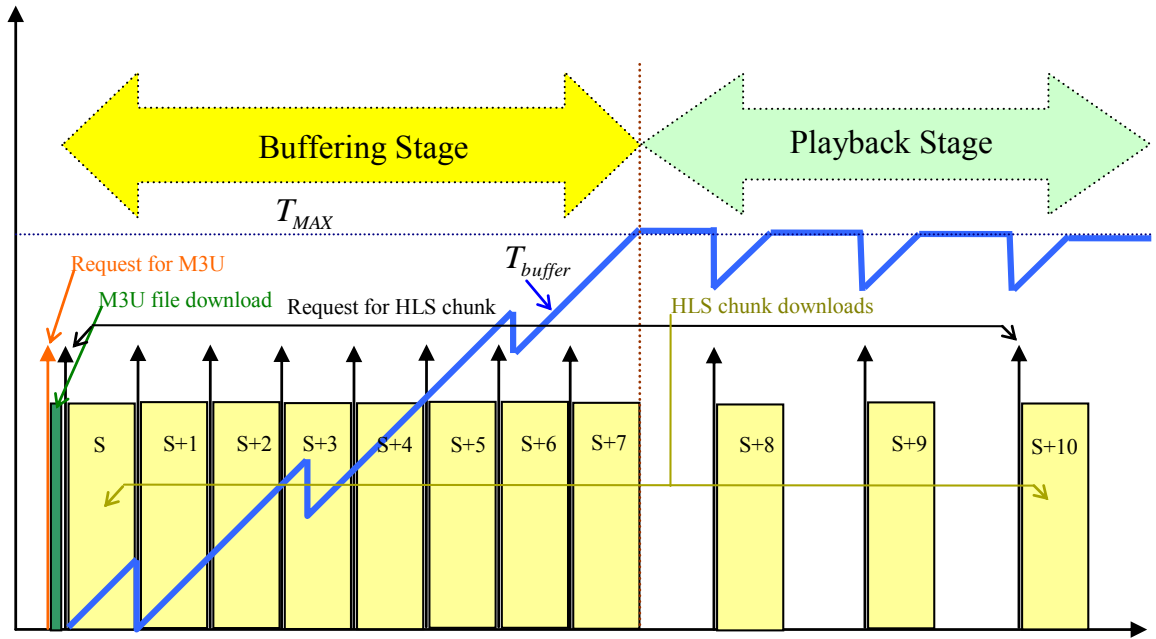 Buffering Stage
Playback Stage
T_MAX
Request for M3U
T_buffer
M3U file download
Request for HLS chunk
HLS chunk downloads
S
S+1
S+2
S+3
S+4
S+5
S+6
S+7
S+8
S+9
S+10